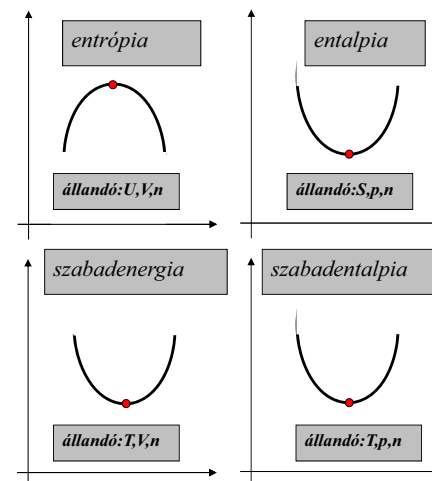 entrópia
entalpia
állandó:U,V,n
állandó:S,p,n
szabadenergia
szabadentalpia
állandó:T,V,n
állandó:T,p,n